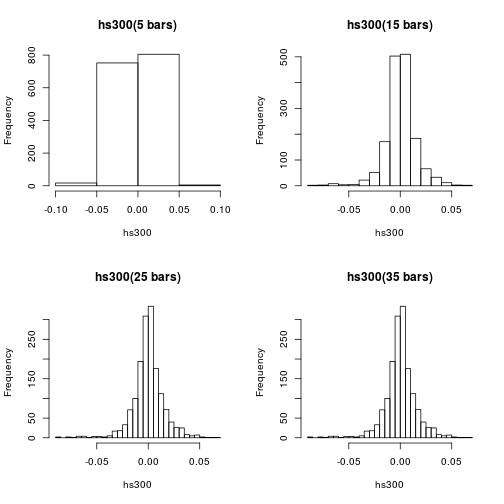 hs300(5 bars)
Frequency
0
200
400
600
800
-0.10
-0.05
0.00
0.05
0.10
hs300
hs300(15 bars)
Frequency
0
100
300
500
-0.05
0.00
0.05
hs300
hs300(25 bars)
Frequency
0
50
150
250
-0.05
0.00
0.05
hs300
hs300(35 bars)
Frequency
0
50
150
250
-0.05
0.00
0.05
hs300